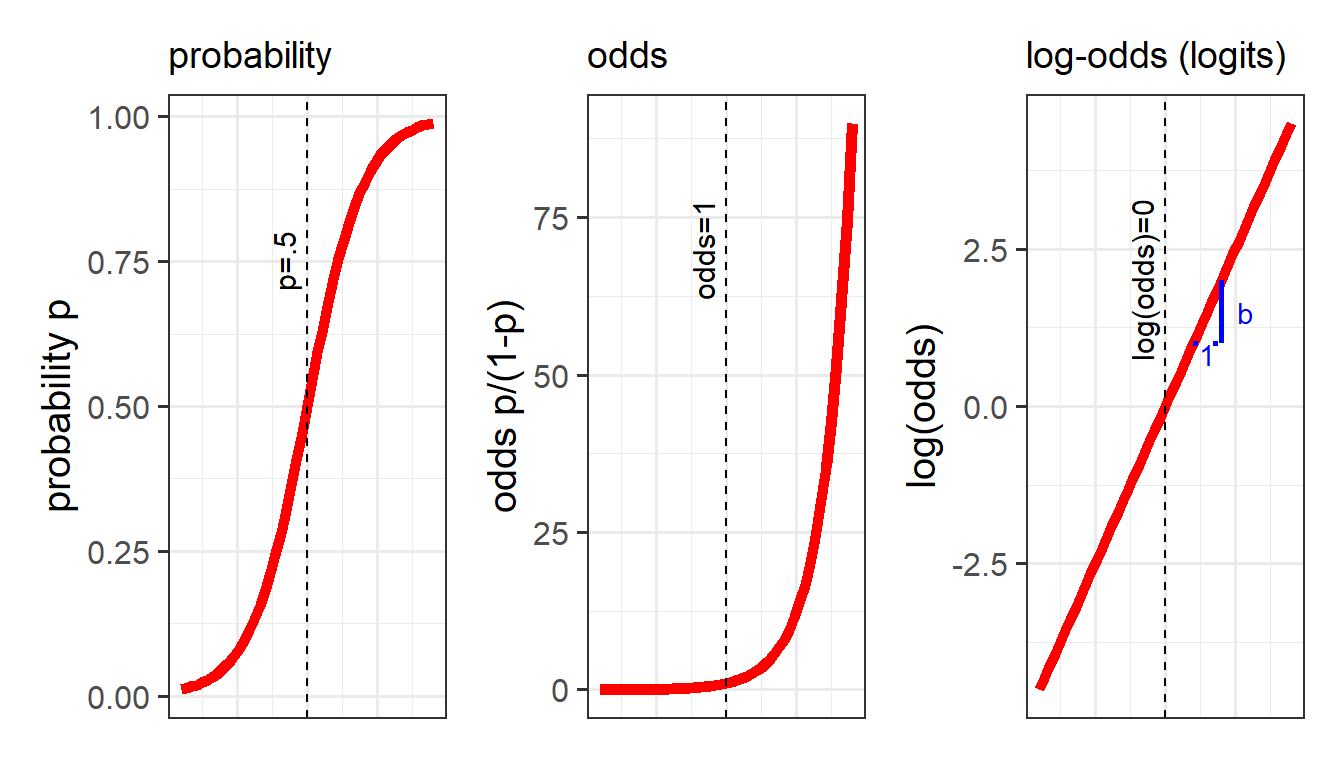 probability
probability p
1.00
0.75
0.50
0.25
0.00
p=.5
odds
odds p/(1-p)
75
50
25
0
odds=1
log-odds (logits)
log(odds)
2.5
0.0
-2.5
log(odds)=0
b
1